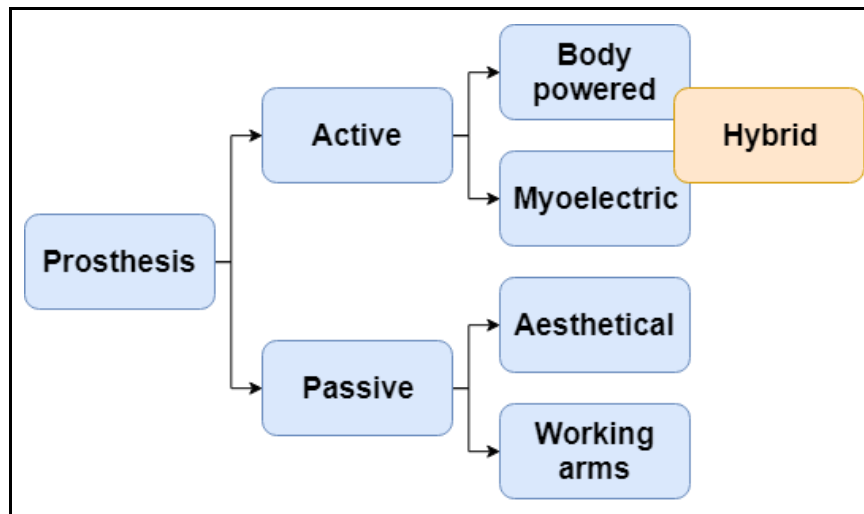 Body
powered
Hybrid
Active
Myoelectric
Prosthesis
Aesthetical
Passive
Working
arms